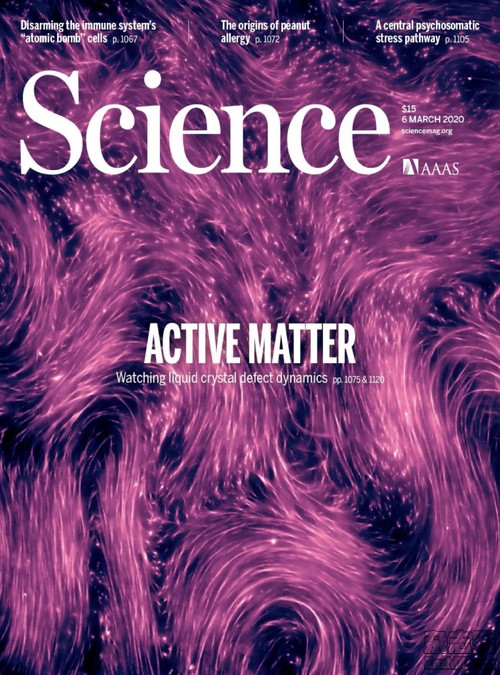 Disarming the immune system's
"atomic bomb" cells p. 1067
The origins of peanut
allergy p. 1072
A central psychosomatic
stress pathway p. 1105
Science
$15
6 MARCH 2020
sciencemag.org
AAAS
ACTIVE MATTER
Watching liquid crystal defect dynamics pp. 1075 & 1120